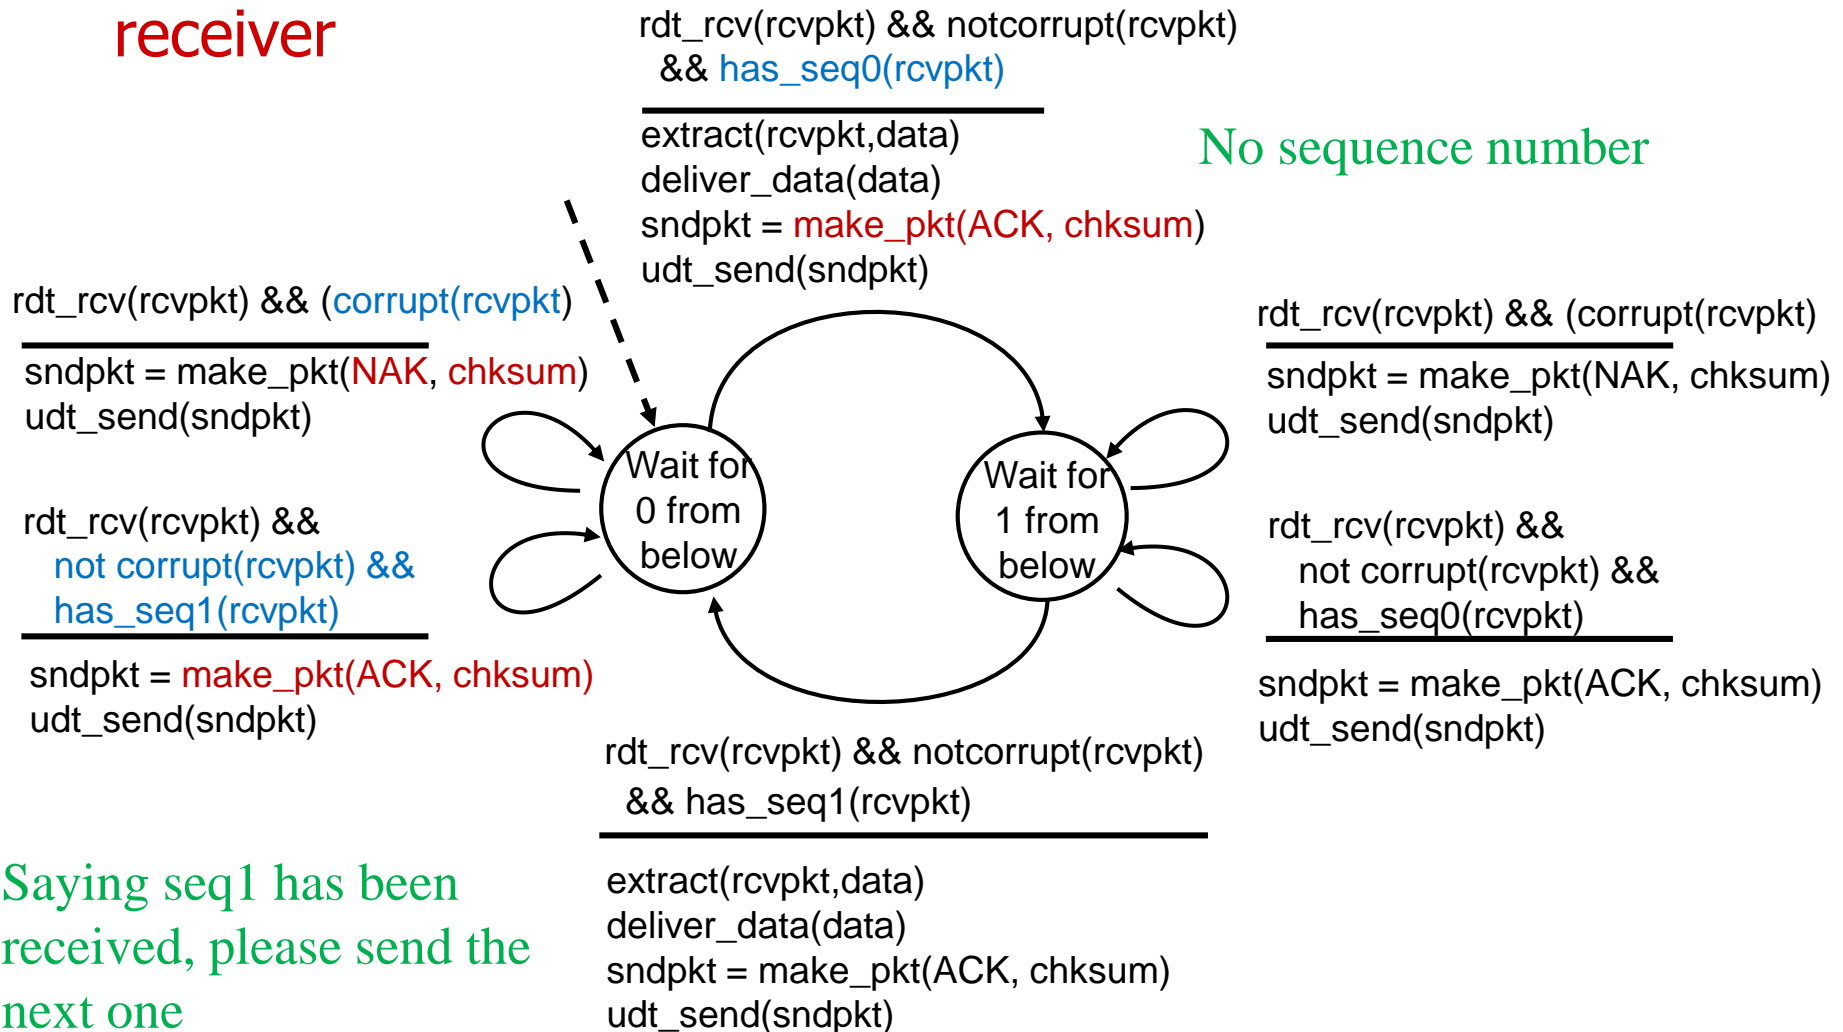 receiver
rdt_rcv(rcvpkt) && notcorrupt(rcvpkt)
&& has_seq0(rcvpkt)
extract(rcvpkt,data)
deliver_data(data)
sndpkt = make_pkt(ACK, chksum)
udt_send(sndpkt)
No sequence number
rdt_rcv(rcvpkt) && (corrupt(rcvpkt)
sndpkt = make_pkt(NAK, chksum)
udt_send(sndpkt)
rdt_rcv(rcvpkt) &&
not corrupt(rcvpkt) &&
has_seq1(rcvpkt)
sndpkt = make_pkt(ACK, chksum)
udt_send(sndpkt)
Wait for
0 from
below
Wait for
1 from
below
rdt_rcv(rcvpkt) && (corrupt(rcvpkt)
sndpkt = make_pkt(NAK, chksum)
udt_send(sndpkt)
rdt_rcv(rcvpkt) &&
not corrupt(rcvpkt) &&
has_seq0(rcvpkt)
sndpkt = make_pkt(ACK, chksum)
udt_send(sndpkt)
rdt_rcv(rcvpkt) && notcorrupt(rcvpkt)
&& has_seq1(rcvpkt)
extract(rcvpkt,data)
deliver_data(data)
sndpkt = make_pkt(ACK, chksum)
udt_send(sndpkt)
Saying seq1 has been
received, please send the
next one